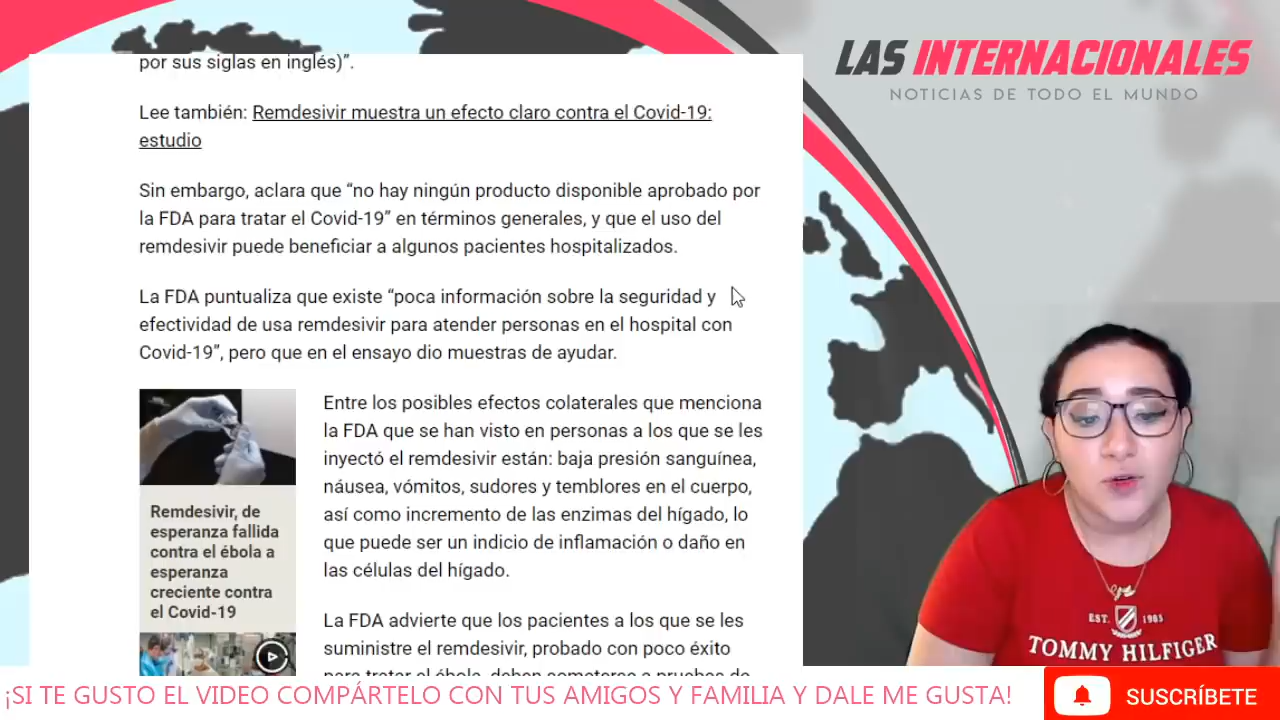 por sus siglas en inglés)”.
Lee también: Remdesivir muestra un efecto claro contra el Covid-19:
estudio
Sin embargo, aclara que “no hay ningún producto disponible aprobado por
la FDA para tratar el Covid-19” en términos generales, y que el uso del
remdesivir puede beneficiar a algunos pacientes hospitalizados.
La FDA puntualiza que existe “poca información sobre la seguridad y
efectividad de usa remdesivir para atender personas en el hospital con
Covid-19”, pero que en el ensayo dio muestras de ayudar.
Remdesivir, de
esperanza fallida
contra el ébola a
esperanza
creciente contra
el Covid-19
Entre los posibles efectos colaterales que menciona
la FDA que se han visto en personas a los que se les
inyectó el remdesivir están: baja presión sanguínea,
náusea, vómitos, sudores y temblores en el cuerpo,
así como incremento de las enzimas del hígado, lo
que puede ser un indicio de inflamación o daño en
las células del hígado.
La FDA advierte que los pacientes a los que se les
suministre el remdesivir, probado con poco éxito
para tratar el ébola, deben someterse a pruebas de
LAS INTERNACIONALES
NOTICIAS DE TODO EL MUNDO
EST. 1985
TOMMY HILFIGER
¡SI TE GUSTO EL VIDEO COMPÁRTELO CON TUS AMIGOS Y FAMILIA Y DALE ME GUSTA!
SUSCRÍBETE